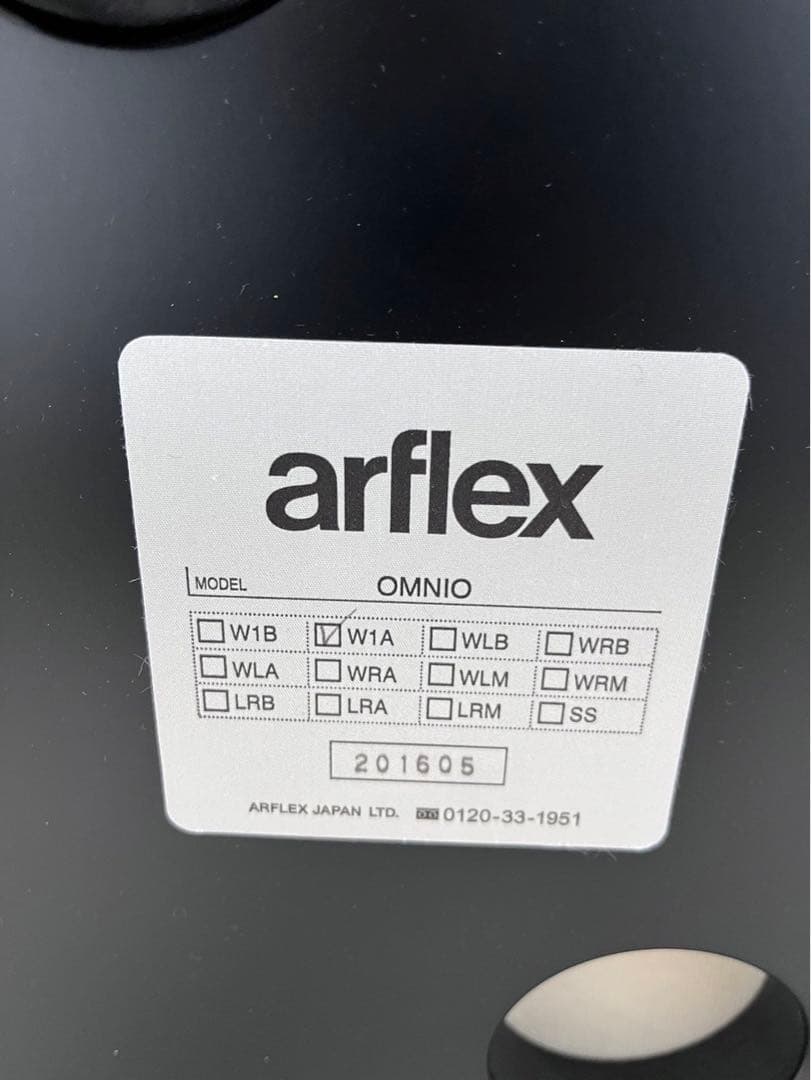 arflex
MODEL OMNIO
☐ W1B ☑ W1A ☐ WLB ☐ WRB
☐ WLA ☐ WRA ☐ WLM ☐ WRM
☐ LRB ☐ LRA ☐ LRM ☐ SS
201605
ARFLEX JAPAN LTD. 0120-33-1951